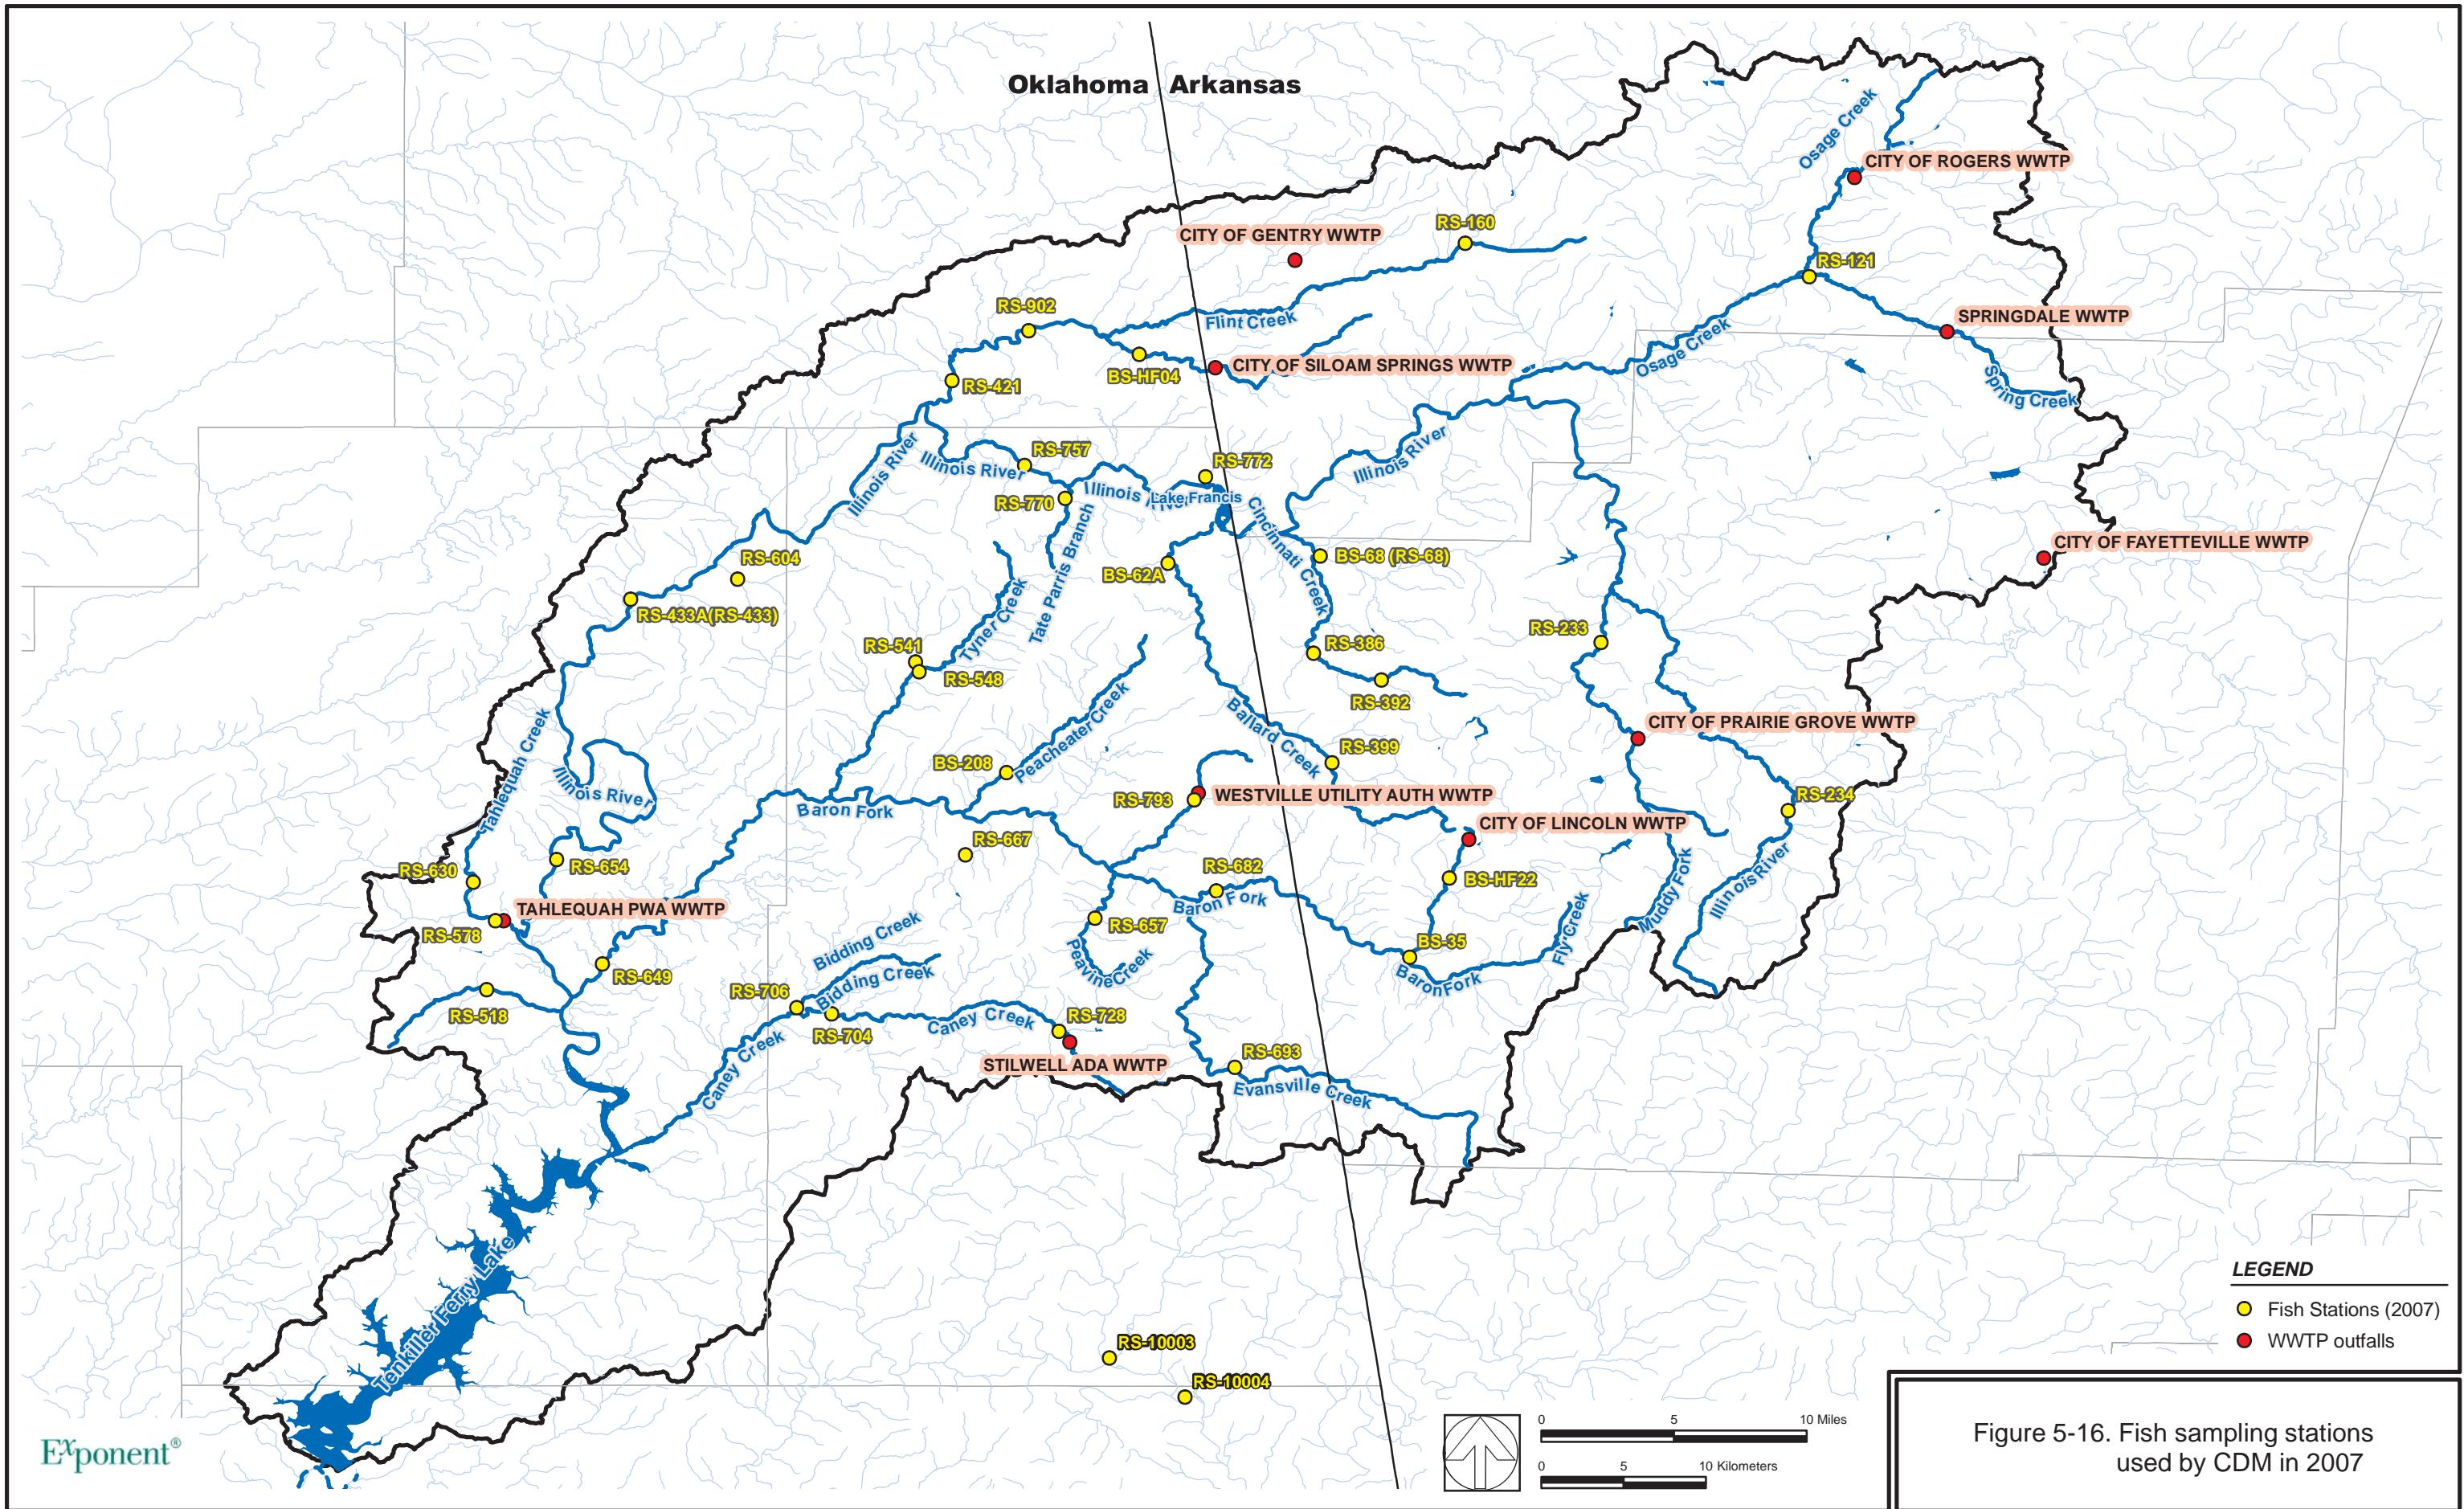 Oklahoma Arkansas
Osage Creek
CITY OF ROGERS WWTP
RS-160
CITY OF GENTRY WWTP
RS-121
RS-902
Flint Creek
SPRINGDALE WWTP
Osage Creek
BS-HF04
CITY OF SILOAM SPRINGS WWTP
RS-421
Spring Creek
Illinois River
RS-757
Illinois River
Illinois River
RS-772
RS-770
Illinois River
Lake Francis
Cincinnati Creek
Tate Parris Branch
CITY OF FAYETTEVILLE WWTP
BS-68 (RS-68)
RS-604
BS-62A
RS-433A(RS-433)
Tyner Creek
RS-541
RS-548
RS-233
RS-386
RS-392
Tahlequah Creek
Ballard Creek
CITY OF PRAIRIE GROVE WWTP
RS-399
BS-208
Peacheater Creek
Illinois River
RS-793
WESTVILLE UTILITY AUTH WWTP
RS-234
Baron Fork
CITY OF LINCOLN WWTP
RS-667
RS-654
RS-630
RS-682
BS-HF22
Baron Fork
Muddy Fork
Illinois River
TAHLEQUAH PWA WWTP
RS-578
RS-657
Fly Creek
Peavine Creek
BS-35
Bidding Creek
RS-649
Bidding Creek
Baron Fork
RS-706
RS-518
RS-704
Caney Creek
RS-728
Caney Creek
STILWELL ADA WWTP
RS-693
Evansville Creek
Tenkiller Ferry Lake
LEGEND
Fish Stations (2007)
WWTP outfalls
RS-10003
RS-10004
0 5 10 Miles
0 5 10 Kilometers
Exponent®
Figure 5-16. Fish sampling stations
used by CDM in 2007